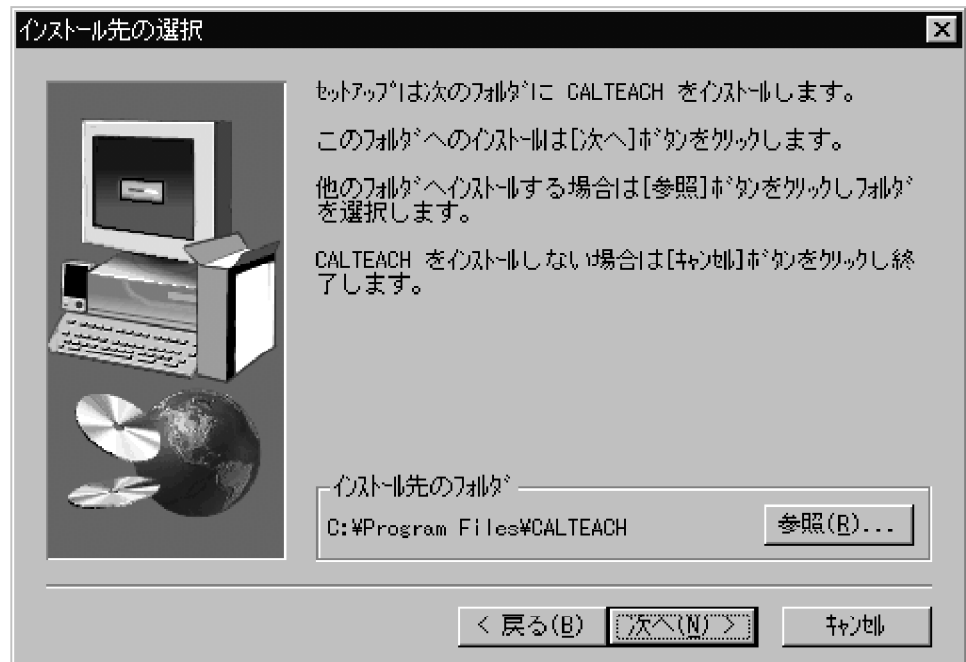 インストール先の選択
ｾｯﾄｱｯﾌﾟは次のﾌｫﾙﾀﾞに CALTEACH をｲﾝｽﾄｰﾙします。
このﾌｫﾙﾀﾞへのｲﾝｽﾄｰﾙは[次へ]ﾎﾞﾀﾝをｸﾘｯｸします。
他のﾌｫﾙﾀﾞへｲﾝｽﾄｰﾙする場合は[参照]ﾎﾞﾀﾝをｸﾘｯｸしﾌｫﾙﾀﾞ
を選択します。
CALTEACH をｲﾝｽﾄｰﾙしない場合は[ｷｬﾝｾﾙ]ﾎﾞﾀﾝをｸﾘｯｸし終
了します。
ｲﾝｽﾄｰﾙ先のﾌｫﾙﾀﾞ
C:¥Program Files¥CALTEACH
参照(R)...
< 戻る(B)
次へ(N) >
ｷｬﾝｾﾙ